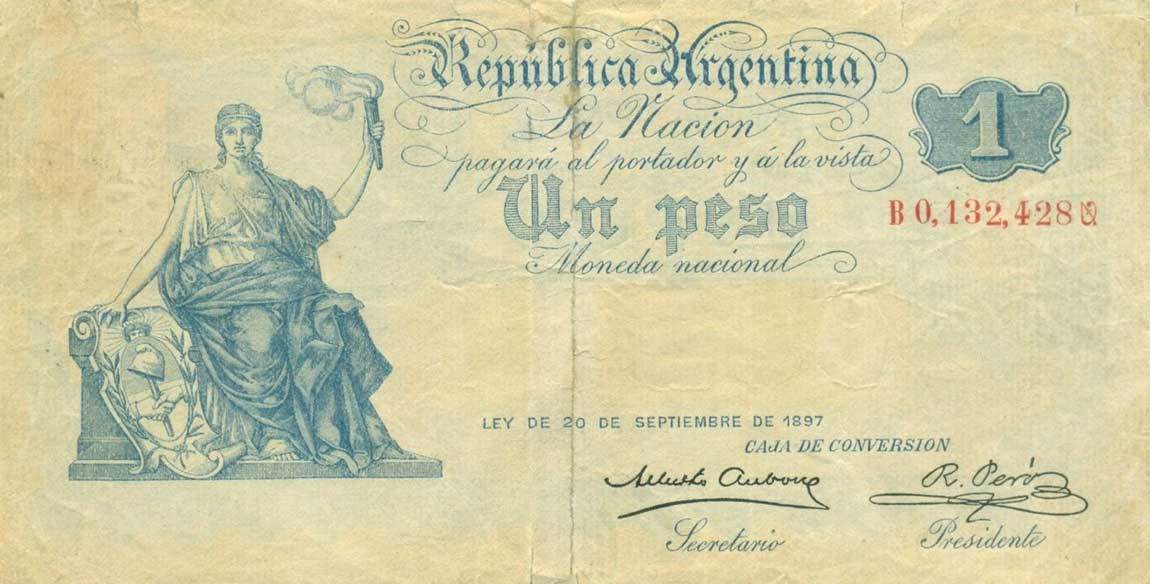 República Argentina
1
La Nacion
pagará al portador y á la vista
Un peso
B 0,132,428
Moneda nacional
LEY DE 20 DE SEPTIEMBRE DE 1897
CAJA DE CONVERSION
R. Peró
Secretario
Presidente